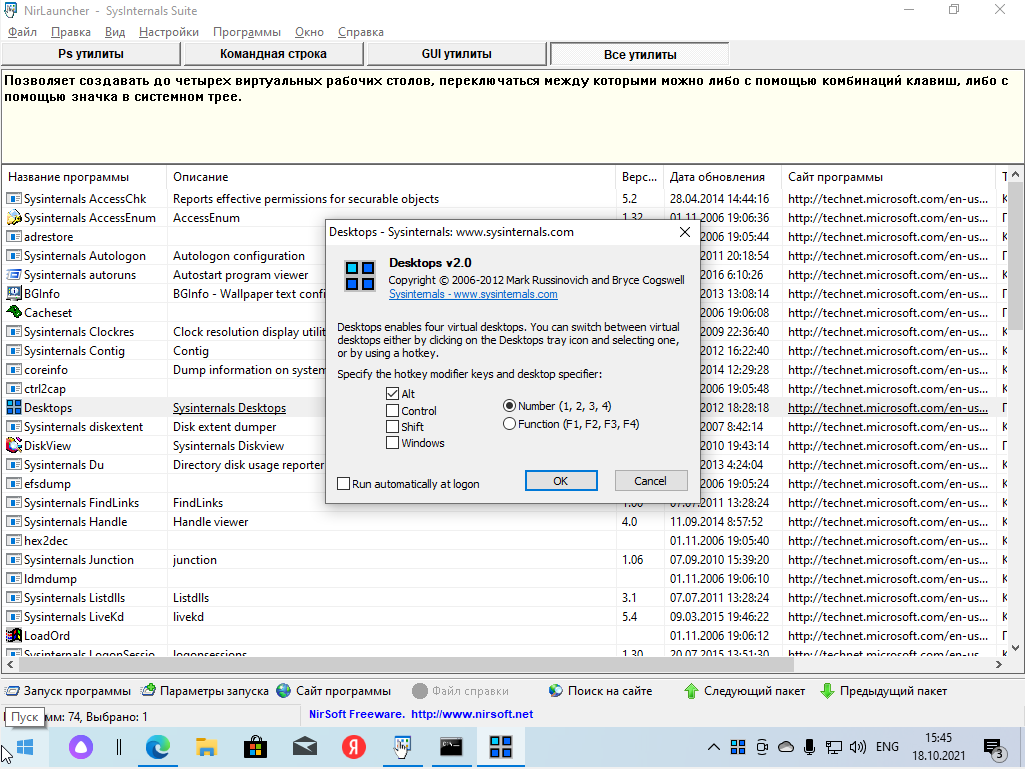 NirLauncher - SysInternals Suite
Файл Правка Вид Настройки Программы Окно Справка
Ps утилиты Командная строка GUI утилиты Все утилиты
Позволяет создавать до четырех виртуальных рабочих столов, переключаться между которыми можно либо с помощью комбинаций клавиш, либо с
помощью значка в системном трее.
Название программы Описание Верс... Дата обновления Сайт программы
Sysinternals AccessChk Reports effective permissions for securable objects 5.2 28.04.2014 14:44:16 http://technet.microsoft.com/en-us...
Sysinternals AccessEnum AccessEnum 1.32 01.11.2006 19:06:36 http://technet.microsoft.com/en-us...
adrestore 2006 19:05:44 http://technet.microsoft.com/en-us...
Sysinternals Autologon Autologon configuration 2011 20:18:54 http://technet.microsoft.com/en-us...
Sysinternals autoruns Autostart program viewer 2016 6:10:26 http://technet.microsoft.com/en-us...
BGInfo BGInfo - Wallpaper text confi 2013 13:08:14 http://technet.microsoft.com/en-us...
Cacheset 2006 19:06:08 http://technet.microsoft.com/en-us...
Sysinternals Clockres Clock resolution display utilit 2009 22:36:40 http://technet.microsoft.com/en-us...
Sysinternals Contig Contig 2012 16:22:40 http://technet.microsoft.com/en-us...
coreinfo Dump information on system 2014 12:29:28 http://technet.microsoft.com/en-us...
ctrl2cap 2006 19:05:48 http://technet.microsoft.com/en-us...
Desktops Sysinternals Desktops 2012 18:28:18 http://technet.microsoft.com/en-us...
Sysinternals diskextent Disk extent dumper 2007 8:42:14 http://technet.microsoft.com/en-us...
DiskView Sysinternals Diskview 2010 19:43:14 http://technet.microsoft.com/en-us...
Sysinternals Du Directory disk usage reporter 2013 4:24:04 http://technet.microsoft.com/en-us...
efsdump 2006 19:05:24 http://technet.microsoft.com/en-us...
Sysinternals FindLinks FindLinks 1.00 07.07.2011 13:28:24 http://technet.microsoft.com/en-us...
Sysinternals Handle Handle viewer 4.0 11.09.2014 8:57:52 http://technet.microsoft.com/en-us...
hex2dec 01.11.2006 19:05:40 http://technet.microsoft.com/en-us...
Sysinternals Junction junction 1.06 07.09.2010 15:39:20 http://technet.microsoft.com/en-us...
ldmdump 01.11.2006 19:06:10 http://technet.microsoft.com/en-us...
Sysinternals Listdlls Listdlls 3.1 07.07.2011 13:28:24 http://technet.microsoft.com/en-us...
Sysinternals LiveKd livekd 5.4 09.03.2015 19:46:22 http://technet.microsoft.com/en-us...
LoadOrd 01.11.2006 19:06:12 http://technet.microsoft.com/en-us...
Sysinternals LogonSessio logonsessions 1.30 20.07.2015 13:51:30 http://technet.microsoft.com/en-us...
Desktops - Sysinternals: www.sysinternals.com
Desktops v2.0
Copyright © 2006-2012 Mark Russinovich and Bryce Cogswell
Sysinternals - www.sysinternals.com
Desktops enables four virtual desktops. You can switch between virtual
desktops either by clicking on the Desktops tray icon and selecting one,
or by using a hotkey.
Specify the hotkey modifier keys and desktop specifier:
Alt
Control
Shift
Windows
Number (1, 2, 3, 4)
Function (F1, F2, F3, F4)
Run automatically at logon
OK Cancel
Запуск программы Параметры запуска Сайт программы Файл справки Поиск на сайте Следующий пакет Предыдущий пакет
Пуск
мм: 74, Выбрано: 1
NirSoft Freeware. http://www.nirsoft.net
Я
ENG
15:45
18.10.2021
3